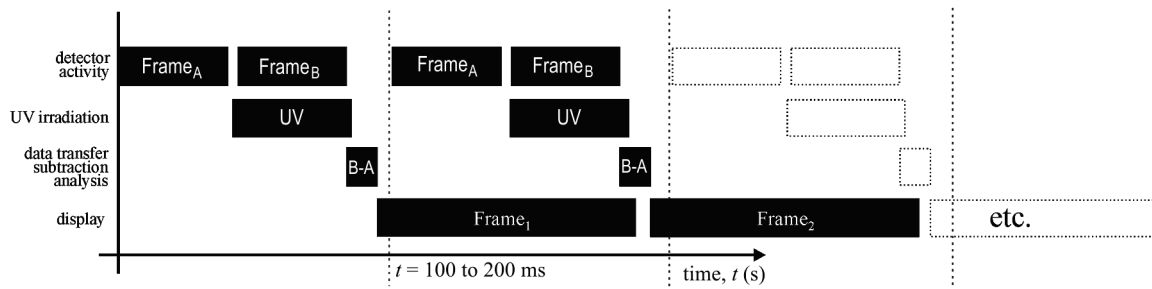 detector
activity
Frame_A Frame_B Frame_A Frame_B
UV irradiation
UV UV
data transfer
subtraction
analysis
B-A B-A
display
Frame_1 Frame_2 etc.
t = 100 to 200 ms
time, t (s)